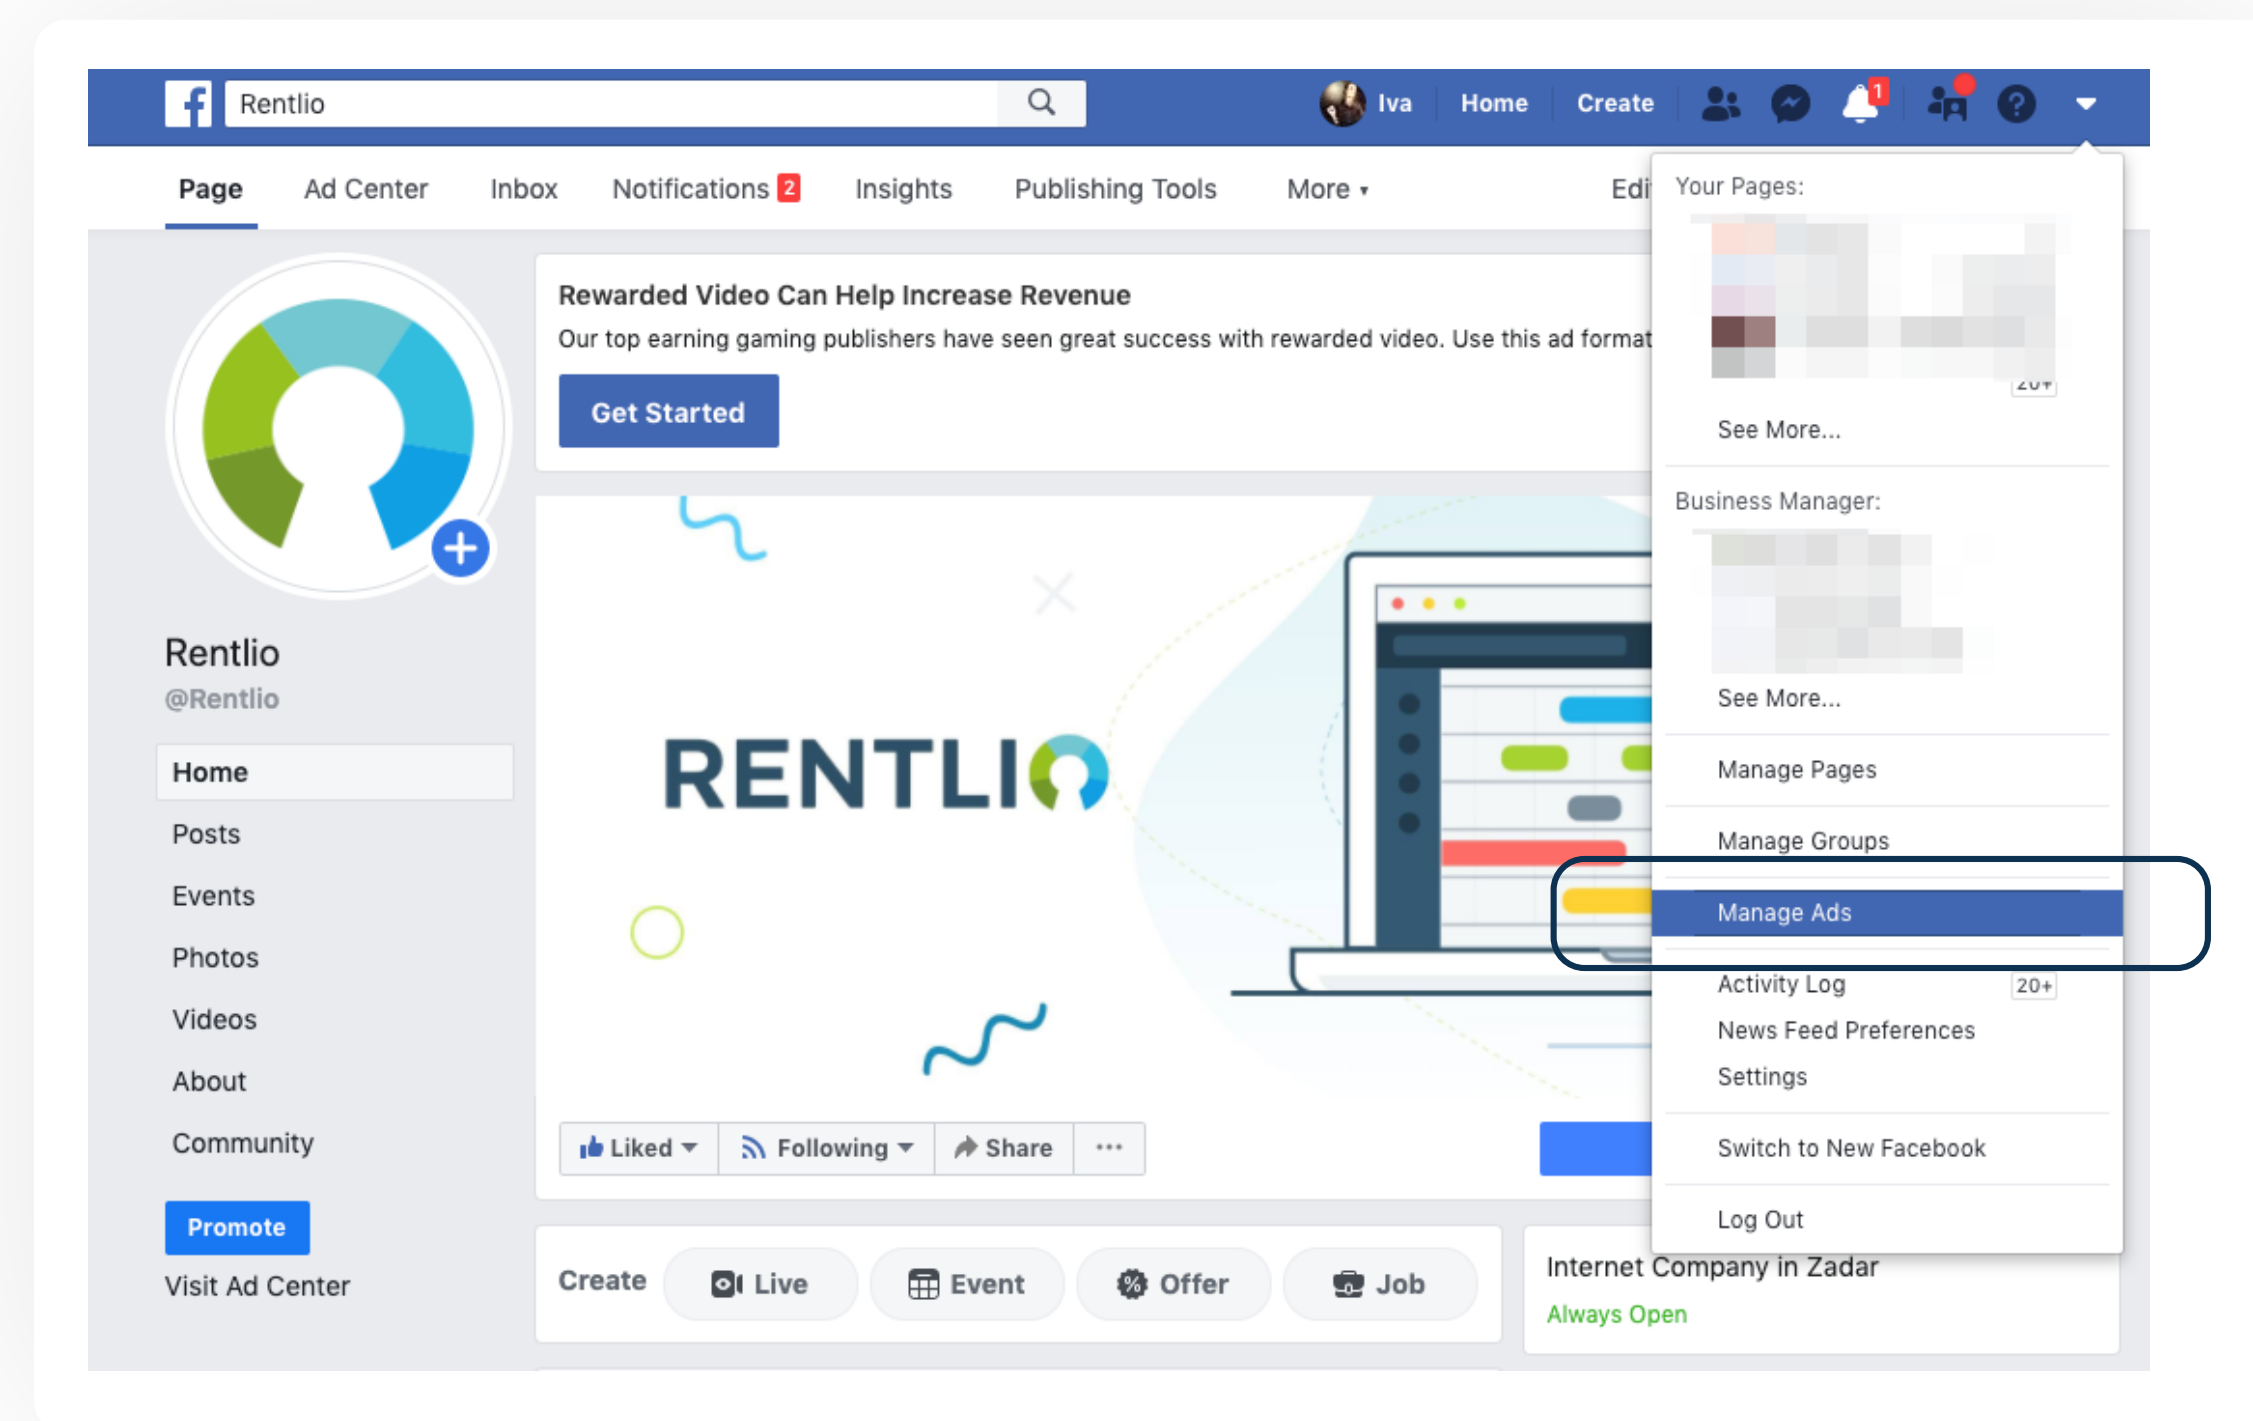 Rentlio
Iva
Home
Create
1
Page
Ad Center
Inbox
Notifications 2
Insights
Publishing Tools
More
Your Pages:
20+
See More...
Business Manager:
See More...
Manage Pages
Manage Groups
Manage Ads
Activity Log 20+
News Feed Preferences
Settings
Switch to New Facebook
Log Out
Rewarded Video Can Help Increase Revenue
Our top earning gaming publishers have seen great success with rewarded video. Use this ad format
Get Started
Rentlio
@Rentlio
Home
Posts
Events
Photos
Videos
About
Community
Promote
Visit Ad Center
RENTLIO
Liked
Following
Share
Create
Live
Event
Offer
Job
Internet Company in Zadar
Always Open